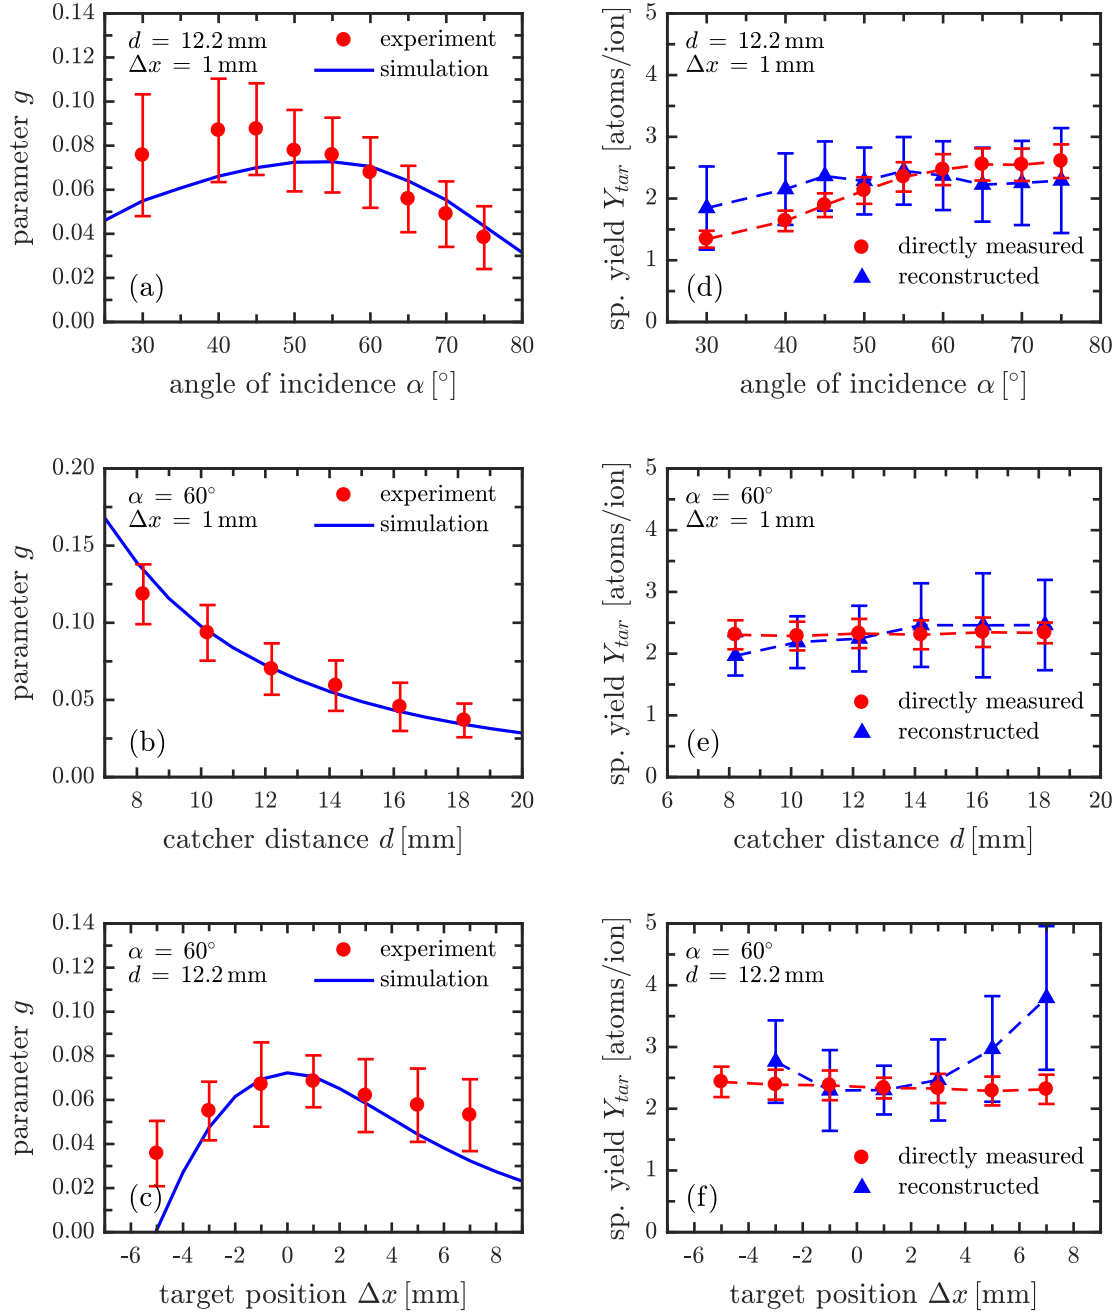 0.14
0.12
0.10
0.08
0.06
0.04
0.02
0.00
parameter g
d = 12.2 mm
Δx = 1 mm
experiment
simulation
(a)
30 40 50 60 70 80
angle of incidence α [°]
5
4
3
2
1
0
sp. yield Y_tar [atoms/ion]
d = 12.2 mm
Δx = 1 mm
directly measured
reconstructed
(d)
30 40 50 60 70 80
angle of incidence α [°]
0.20
0.15
0.10
0.05
0.00
parameter g
α = 60°
Δx = 1 mm
experiment
simulation
(b)
8 10 12 14 16 18 20
catcher distance d [mm]
5
4
3
2
1
0
sp. yield Y_tar [atoms/ion]
α = 60°
Δx = 1 mm
directly measured
reconstructed
(e)
6 8 10 12 14 16 18 20
catcher distance d [mm]
0.14
0.12
0.10
0.08
0.06
0.04
0.02
0.00
parameter g
α = 60°
d = 12.2 mm
experiment
simulation
(c)
-6 -4 -2 0 2 4 6 8
target position Δx [mm]
5
4
3
2
1
0
sp. yield Y_tar [atoms/ion]
α = 60°
d = 12.2 mm
directly measured
reconstructed
(f)
-6 -4 -2 0 2 4 6 8
target position Δx [mm]